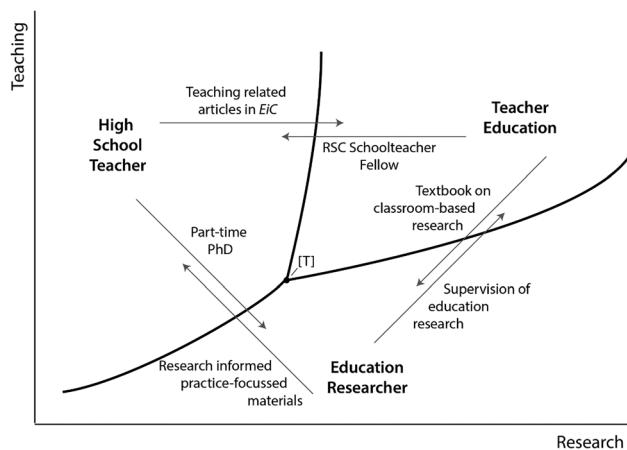 Teaching
Teaching related
articles in EiC
High
School
Teacher
Teacher
Education
RSC Schoolteacher
Fellow
Textbook on
classroom-based
research
Part-time
PhD
[T]
Supervision of
education
research
Research informed
practice-focussed
materials
Education
Researcher
Research